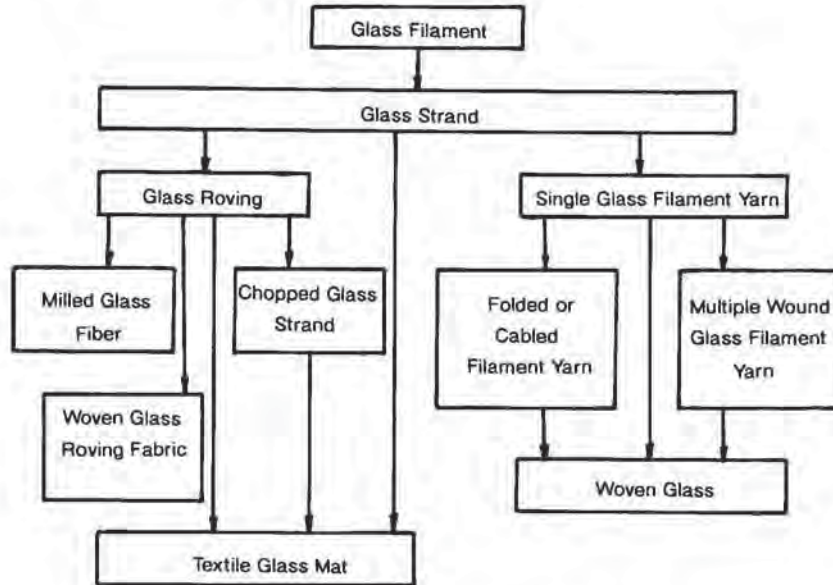 Glass Filament
Glass Strand
Glass Roving
Single Glass Filament Yarn
Milled Glass
Fiber
Chopped Glass
Strand
Folded or
Cabled
Filament Yarn
Multiple Wound
Glass Filament
Yarn
Woven Glass
Roving Fabric
Woven Glass
Textile Glass Mat